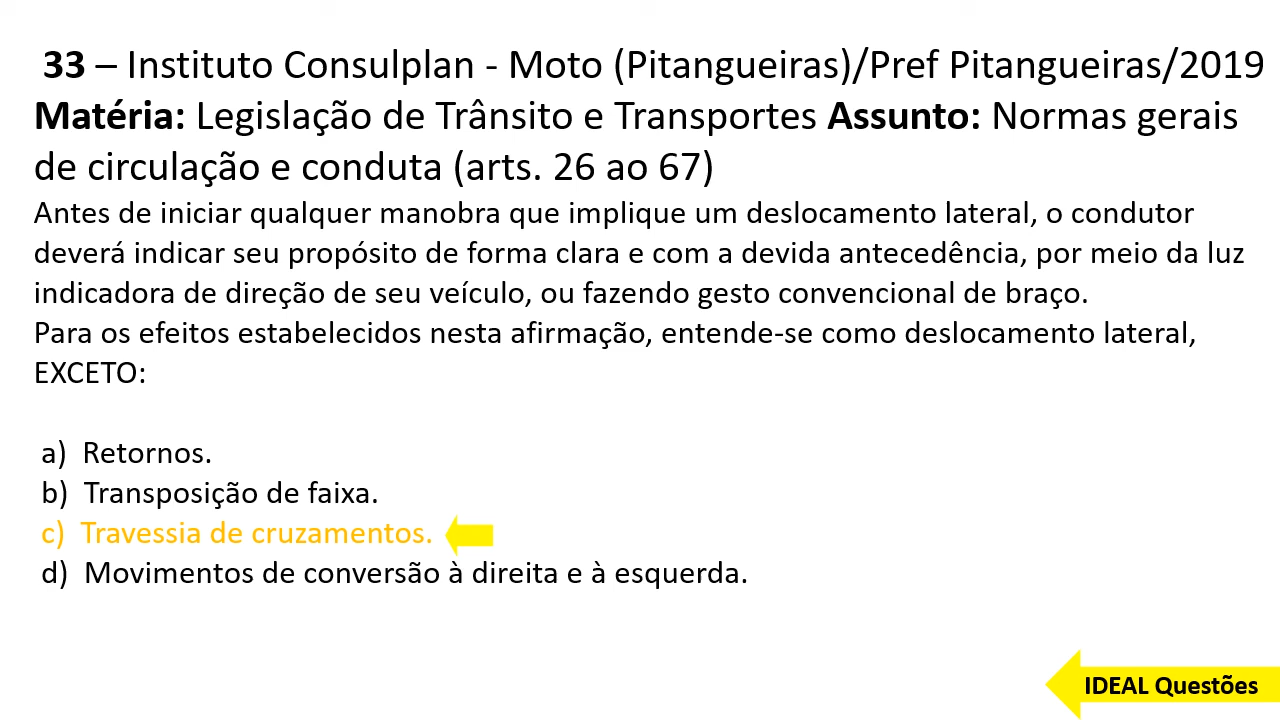 33 – Instituto Consulplan - Moto (Pitangueiras)/Pref Pitangueiras/2019
Matéria: Legislação de Trânsito e Transportes Assunto: Normas gerais
de circulação e conduta (arts. 26 ao 67)
Antes de iniciar qualquer manobra que implique um deslocamento lateral, o condutor
deverá indicar seu propósito de forma clara e com a devida antecedência, por meio da luz
indicadora de direção de seu veículo, ou fazendo gesto convencional de braço.
Para os efeitos estabelecidos nesta afirmação, entende-se como deslocamento lateral,
EXCETO:
a) Retornos.
b) Transposição de faixa.
c) Travessia de cruzamentos.
d) Movimentos de conversão à direita e à esquerda.
IDEAL Questões